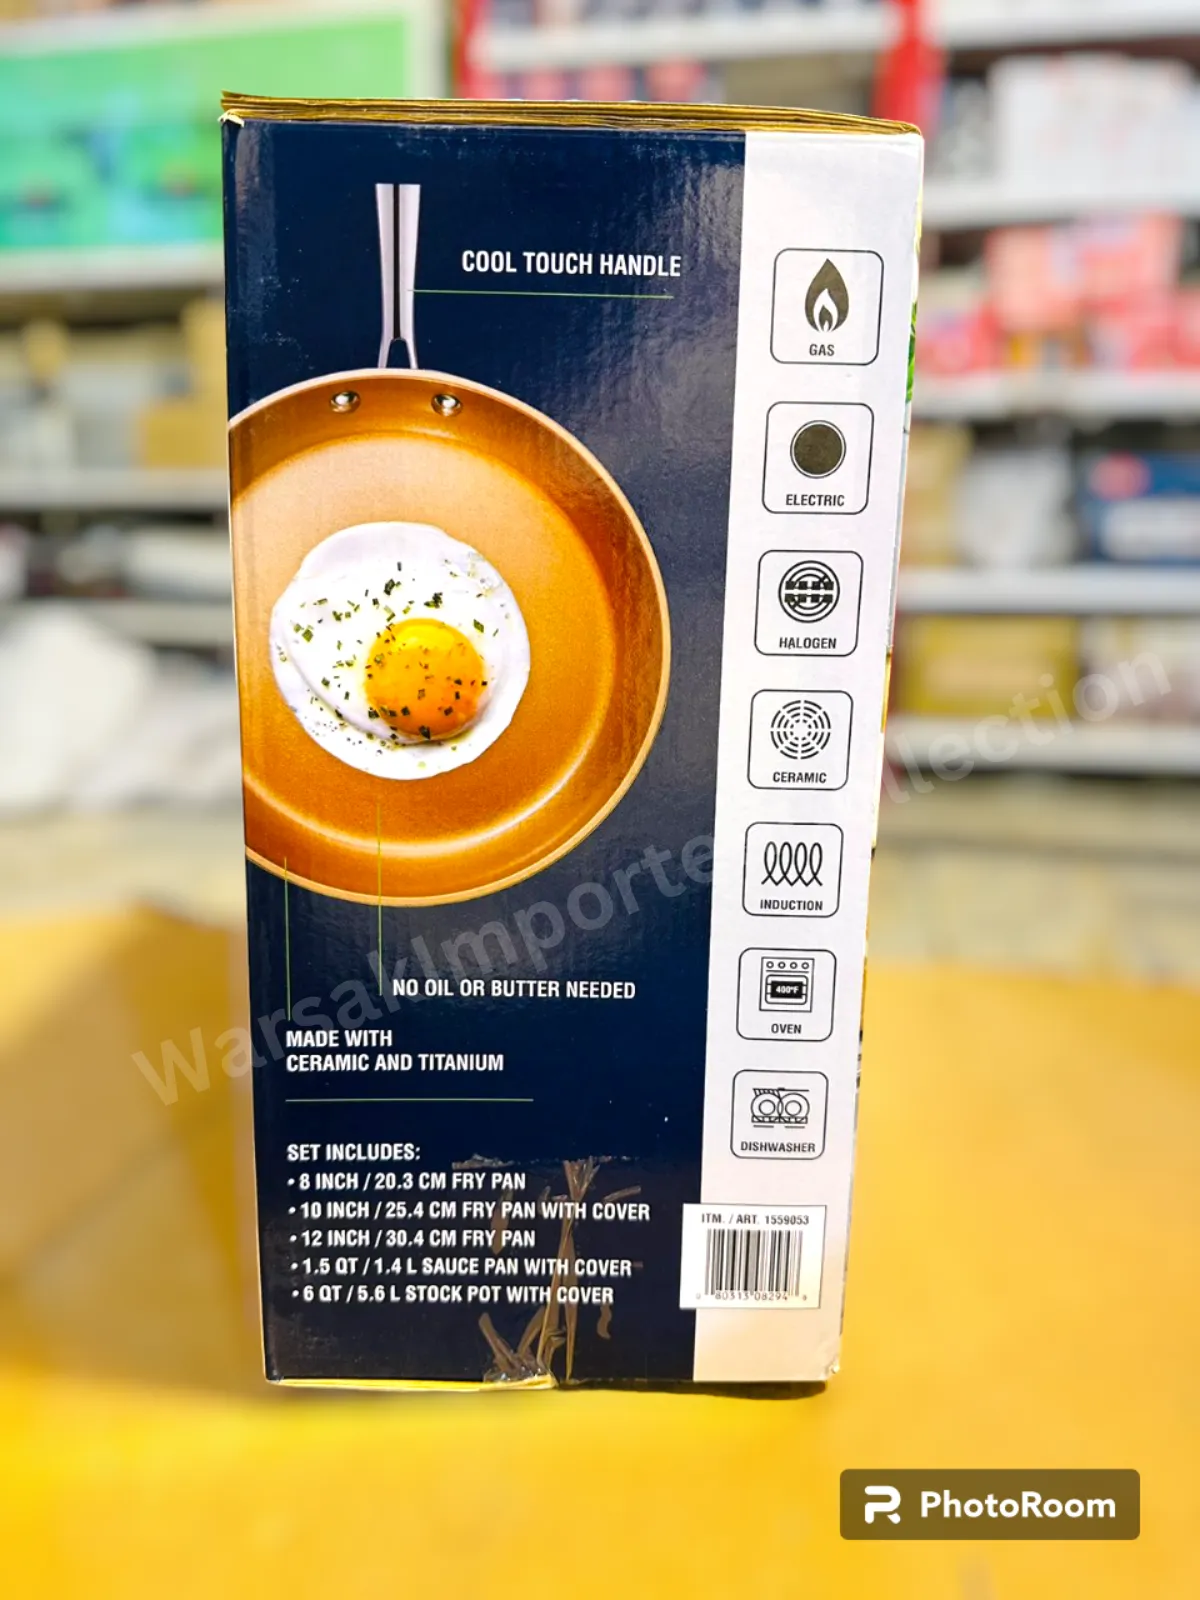 COOL TOUCH HANDLE
GAS
ELECTRIC
HALOGEN
CERAMIC
INDUCTION
400°F
OVEN
DISHWASHER
NO OIL OR BUTTER NEEDED
MADE WITH
CERAMIC AND TITANIUM
SET INCLUDES:
• 8 INCH / 20.3 CM FRY PAN
• 10 INCH / 25.4 CM FRY PAN WITH COVER
• 12 INCH / 30.4 CM FRY PAN
• 1.5 QT / 1.4 L SAUCE PAN WITH COVER
• 6 QT / 5.6 L STOCK POT WITH COVER
ITM. / ART. 1559053
80313 08294
WarsakImporte llection
PhotoRoom